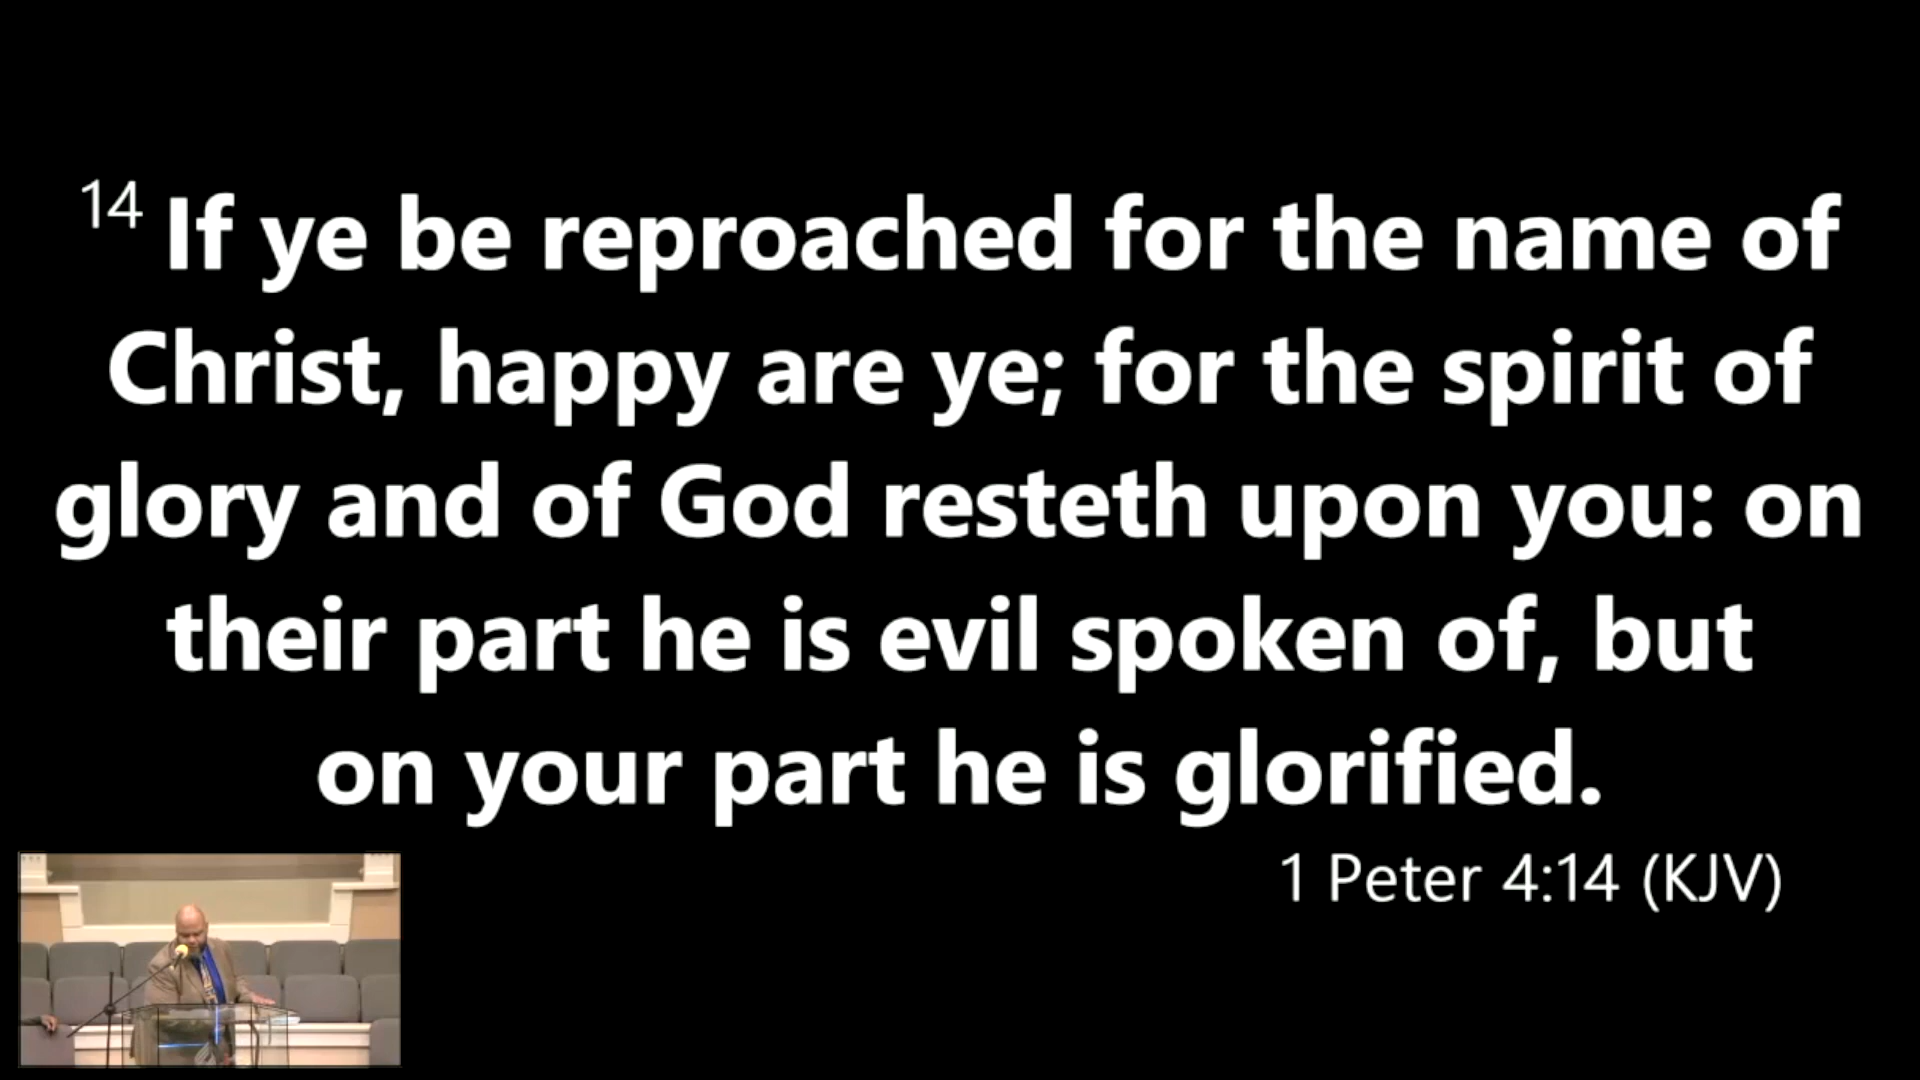 14 If ye be reproached for the name of
Christ, happy are ye; for the spirit of
glory and of God resteth upon you: on
their part he is evil spoken of, but
on your part he is glorified.
1 Peter 4:14 (KJV)